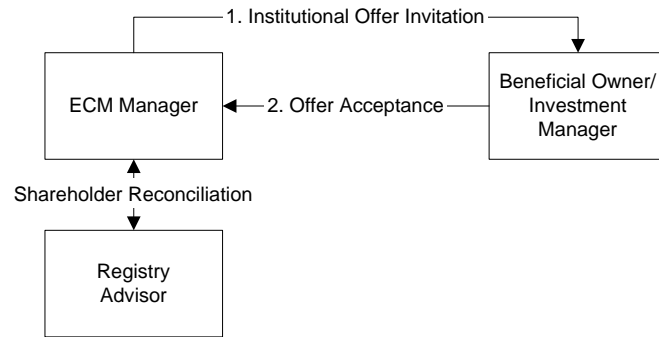 1. Institutional Offer Invitation
ECM Manager
2. Offer Acceptance
Beneficial Owner/
Investment
Manager
Shareholder Reconciliation
Registry
Advisor